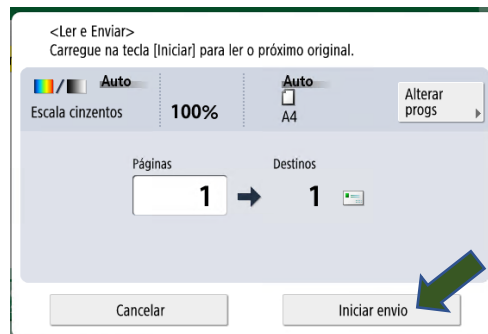 <Ler e Enviar>
Carregue na tecla [Iniciar] para ler o próximo original.
Auto
Escala cinzentos
100%
Auto
A4
Alterar
progs
Páginas
Destinos
1
1
Cancelar
Iniciar envio